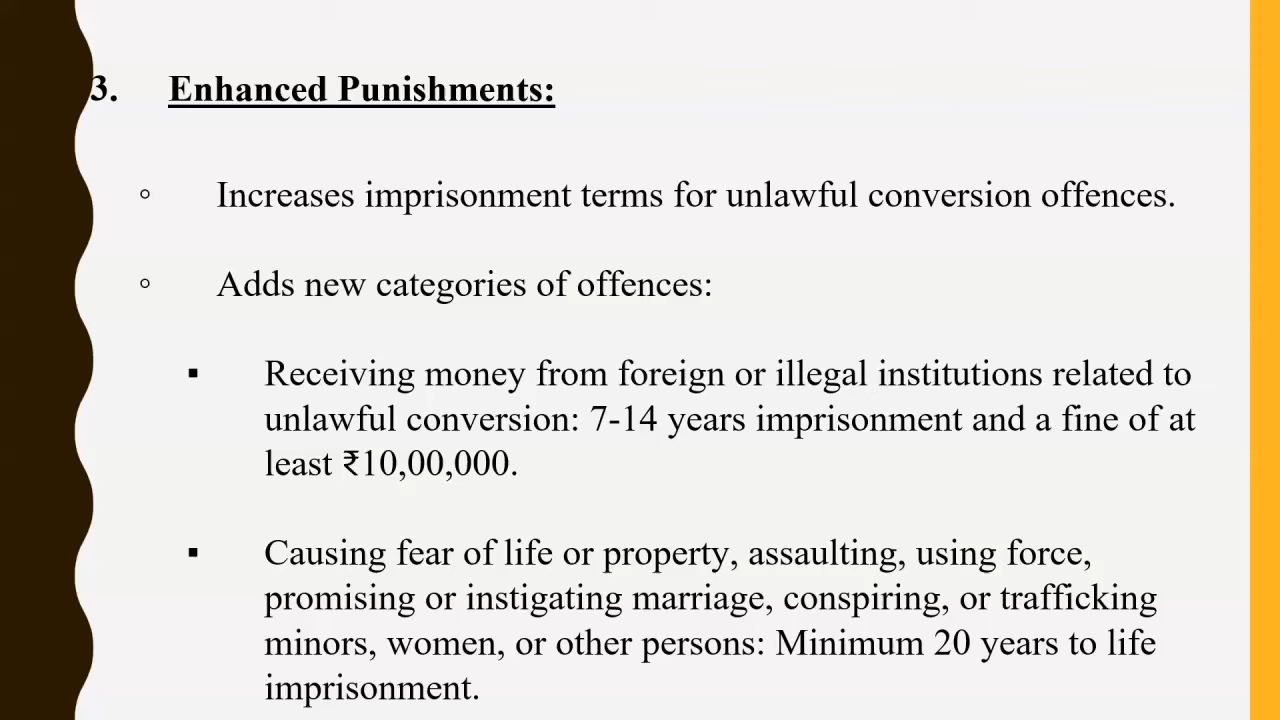 3. Enhanced Punishments:
◦ Increases imprisonment terms for unlawful conversion offences.
◦ Adds new categories of offences:
▪ Receiving money from foreign or illegal institutions related to
unlawful conversion: 7-14 years imprisonment and a fine of at
least ₹10,00,000.
▪ Causing fear of life or property, assaulting, using force,
promising or instigating marriage, conspiring, or trafficking
minors, women, or other persons: Minimum 20 years to life
imprisonment.